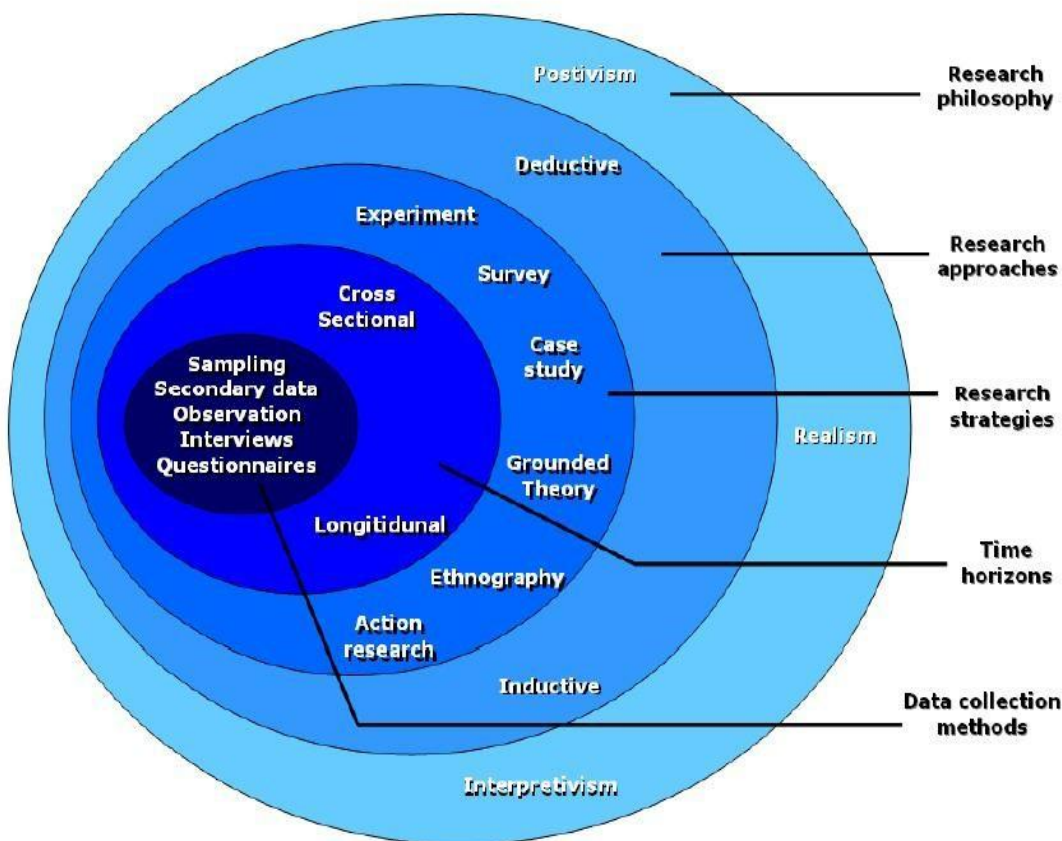 Postivism
Research
philosophy
Deductive
Experiment
Research
approaches
Survey
Cross
Sectional
Case
study
Sampling
Secondary data
Observation
Interviews
Questionnaires
Research
strategies
Realism
Grounded
Theory
Longitidunal
Time
horizons
Ethnography
Action
research
Inductive
Data collection
methods
Interpretivism